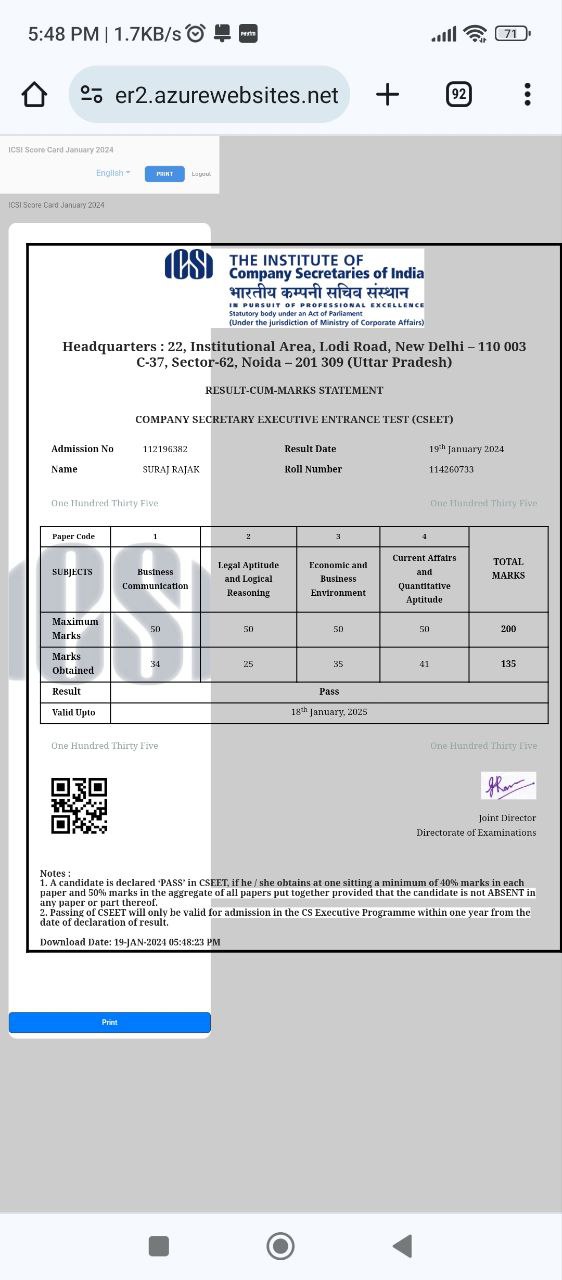 5:48 PM | 1.7KB/s paytm 71
er2.azurewebsites.net 92
ICSI Score Card January 2024
English PRINT Logout
ICSI Score Card January 2024
ICSI
THE INSTITUTE OF
Company Secretaries of India
भारतीय कम्पनी सचिव संस्थान
IN PURSUIT OF PROFESSIONAL EXCELLENCE
Statutory body under an Act of Parliament
(Under the jurisdiction of Ministry of Corporate Affairs)
Headquarters : 22, Institutional Area, Lodi Road, New Delhi – 110 003
C-37, Sector-62, Noida – 201 309 (Uttar Pradesh)
RESULT-CUM-MARKS STATEMENT
COMPANY SECRETARY EXECUTIVE ENTRANCE TEST (CSEET)
Admission No 112196382 Result Date 19th January 2024
Name SURAJ RAJAK Roll Number 114260733
One Hundred Thirty Five One Hundred Thirty Five
Paper Code 1 2 3 4 TOTAL MARKS
SUBJECTS Business Communication Legal Aptitude and Logical Reasoning Economic and Business Environment Current Affairs and Quantitative Aptitude
Maximum Marks 50 50 50 50 200
Marks Obtained 34 25 35 41 135
Result Pass
Valid Upto 18th January, 2025
One Hundred Thirty Five One Hundred Thirty Five
Joint Director
Directorate of Examinations
Notes :
1. A candidate is declared ‘PASS’ in CSEET, if he / she obtains at one sitting a minimum of 40% marks in each
paper and 50% marks in the aggregate of all papers put together provided that the candidate is not ABSENT in
any paper or part thereof.
2. Passing of CSEET will only be valid for admission in the CS Executive Programme within one year from the
date of declaration of result.
Download Date: 19-JAN-2024 05:48:23 PM
Print